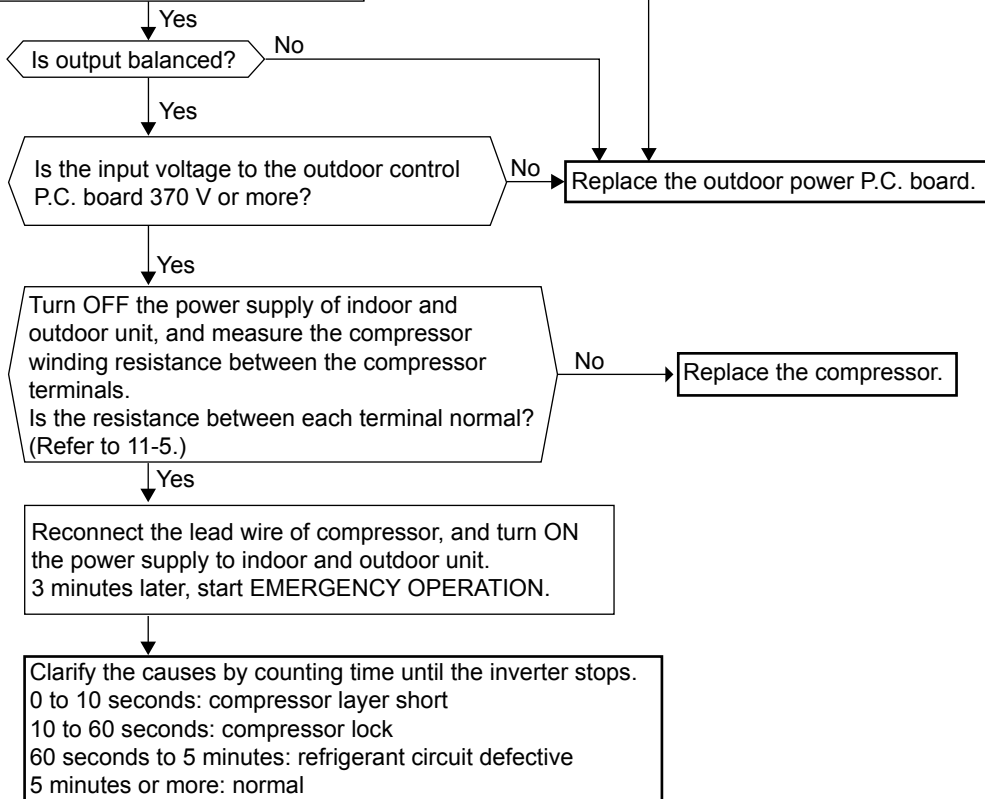 Yes
Is output balanced?
No
Yes
Is the input voltage to the outdoor control
P.C. board 370 V or more?
No
Replace the outdoor power P.C. board.
Yes
Turn OFF the power supply of indoor and
outdoor unit, and measure the compressor
winding resistance between the compressor
terminals.
Is the resistance between each terminal normal?
(Refer to 11-5.)
No
Replace the compressor.
Yes
Reconnect the lead wire of compressor, and turn ON
the power supply to indoor and outdoor unit.
3 minutes later, start EMERGENCY OPERATION.
Clarify the causes by counting time until the inverter stops.
0 to 10 seconds: compressor layer short
10 to 60 seconds: compressor lock
60 seconds to 5 minutes: refrigerant circuit defective
5 minutes or more: normal